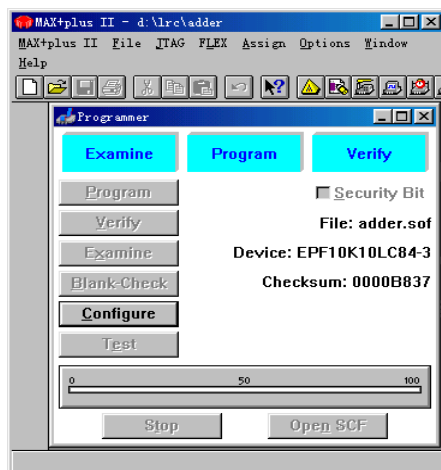 MAX+plus II - d:\lrc\adder
MAX+plus II File JTAG FLEX Assign Options Window
Help
Programmer
Examine Program Verify
Program
Security Bit
Verify
File: adder.sof
Examine
Device: EPF10K10LC84-3
Blank-Check
Checksum: 0000B837
Configure
Test
0 50 100
Stop Open SCF